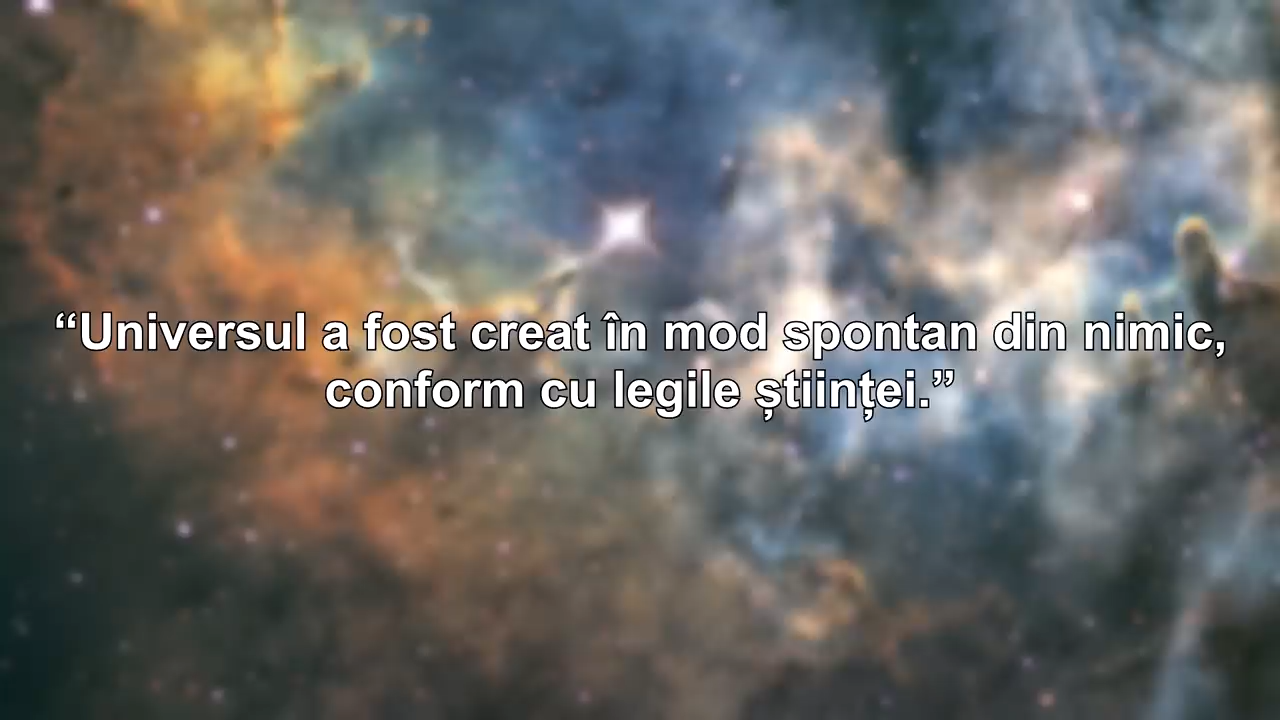 “Universul a fost creat în mod spontan din nimic,
conform cu legile științei.”